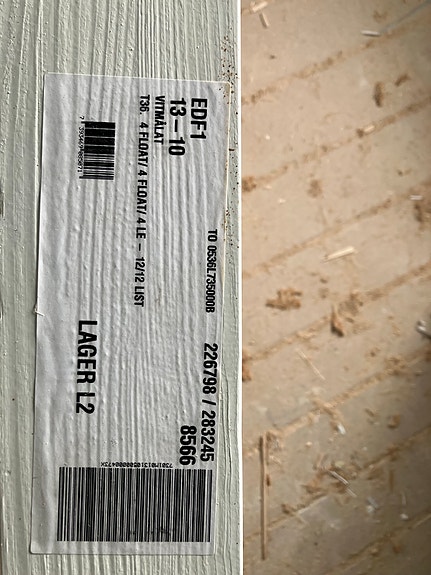 EDF1
13-10
VITMÅLAT
T36. 4 FLOAT/ 4 FLOAT/ 4 LE - 12/12 LIST
TO 0536L735000B
226798 / 283245
8566
LAGER L2